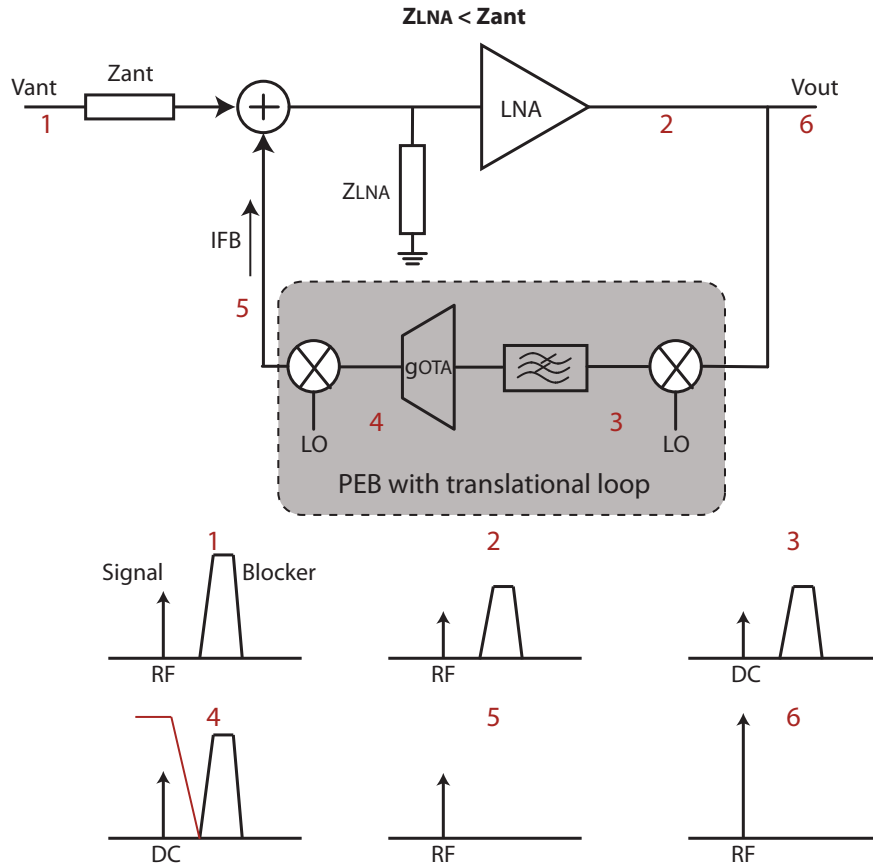 ZLNA < Zant
Vant
Zant
1
LNA
2
Vout
6
ZLNA
IFB
5
gOTA
4
3
LO
LO
PEB with translational loop
1
2
3
Signal
Blocker
RF
RF
DC
4
5
6
DC
RF
RF